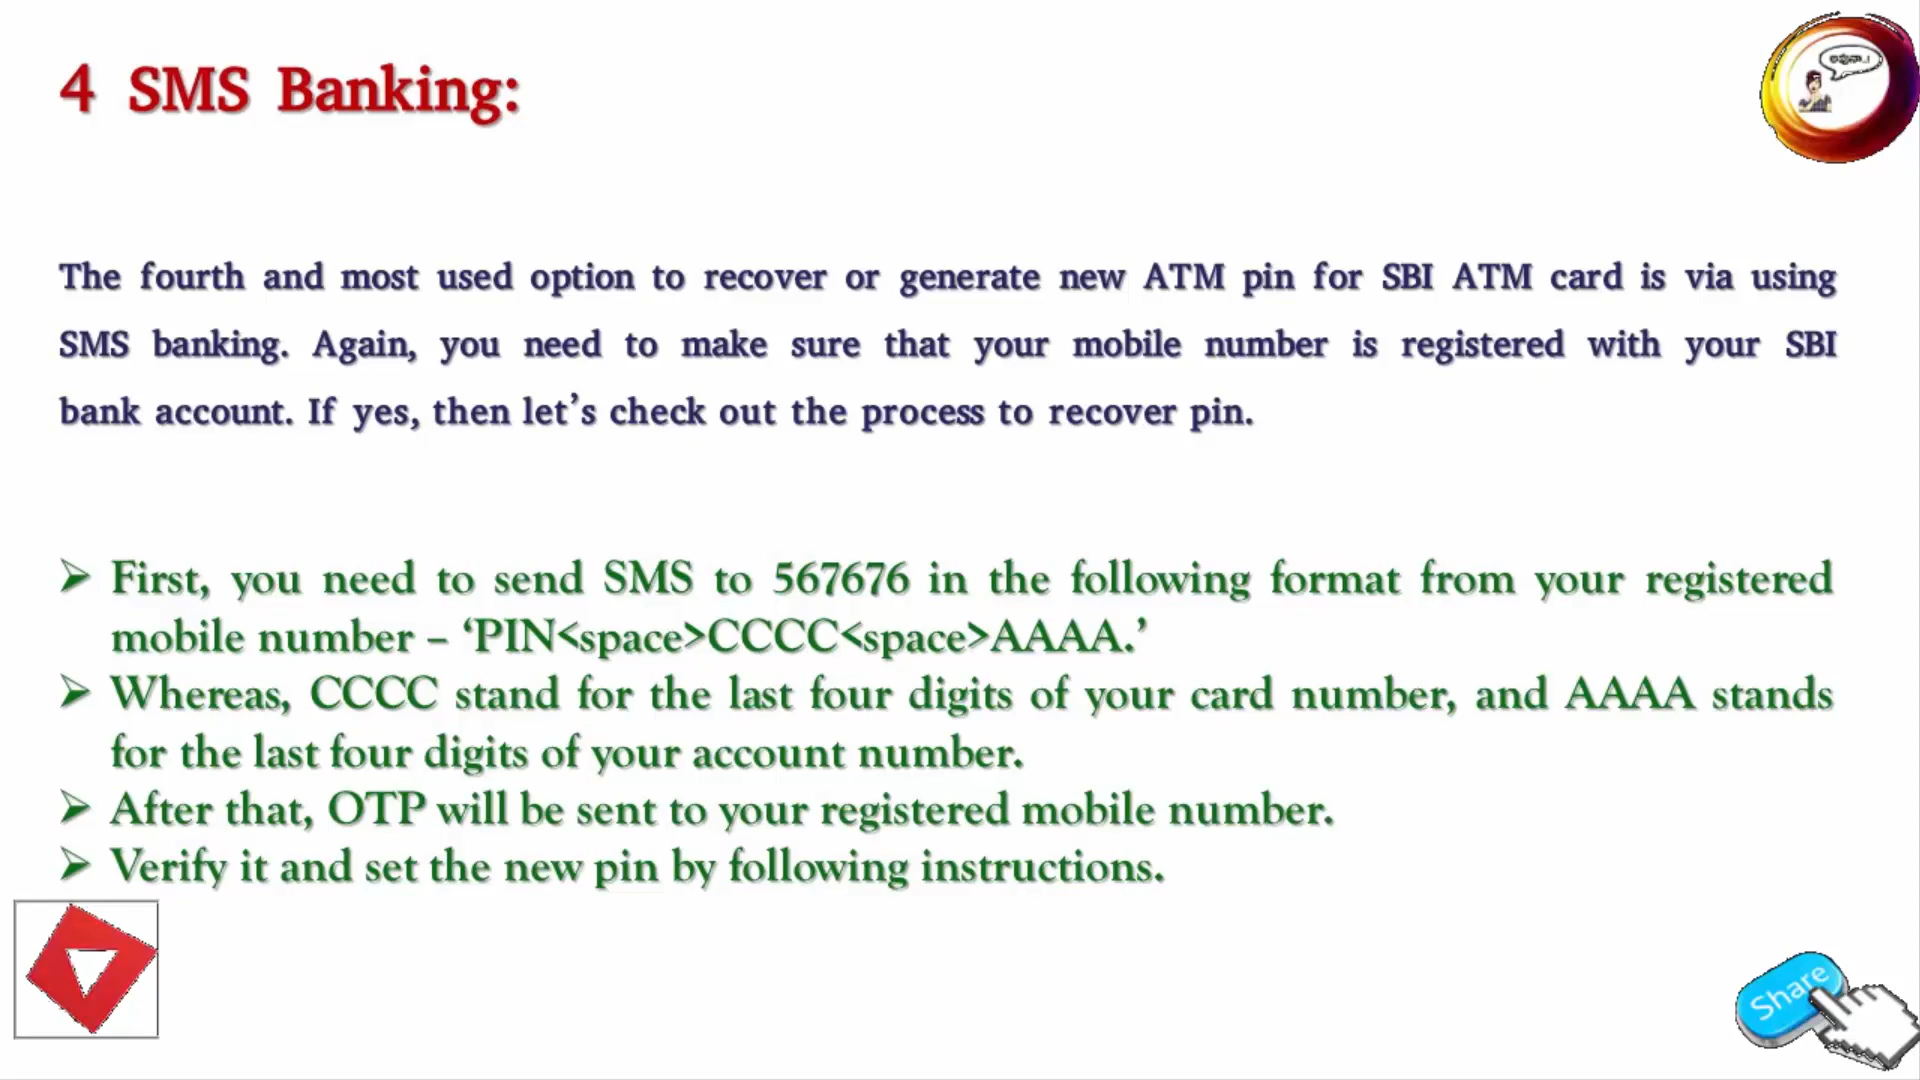 4 SMS Banking:
The fourth and most used option to recover or generate new ATM pin for SBI ATM card is via using
SMS banking. Again, you need to make sure that your mobile number is registered with your SBI
bank account. If yes, then let’s check out the process to recover pin.
➢ First, you need to send SMS to 567676 in the following format from your registered
mobile number – ‘PIN<space>CCCC<space>AAAA.’
➢ Whereas, CCCC stand for the last four digits of your card number, and AAAA stands
for the last four digits of your account number.
➢ After that, OTP will be sent to your registered mobile number.
➢ Verify it and set the new pin by following instructions.
Share